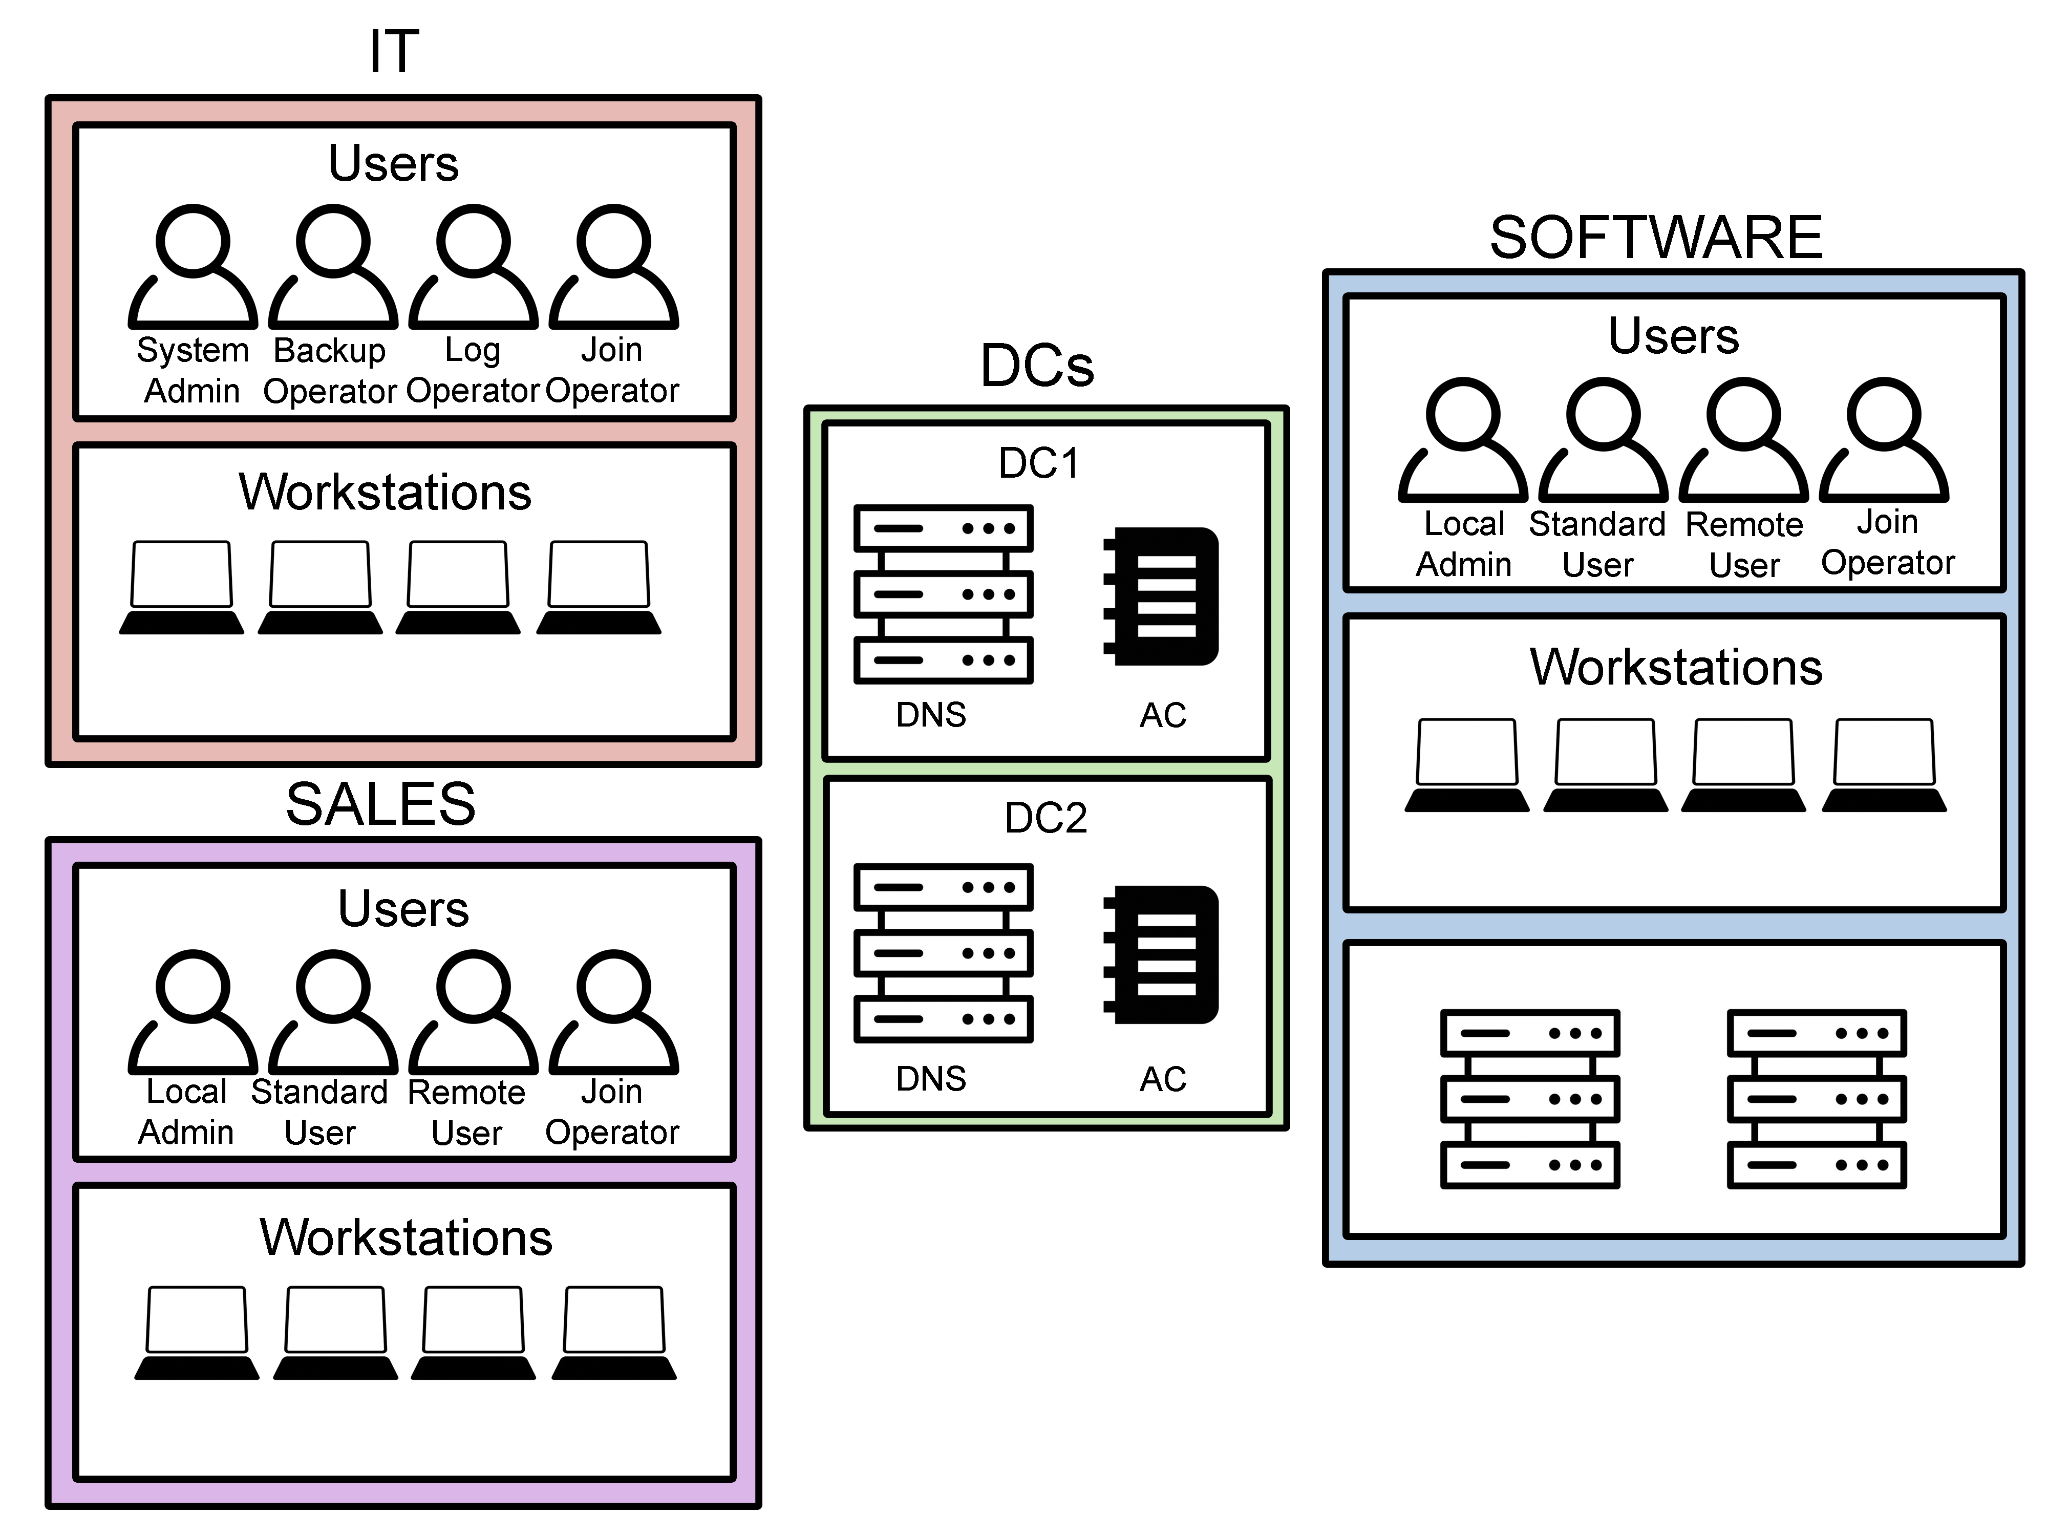 IT
Users
System Admin
Backup Operator
Log Operator
Join Operator
Workstations
SALES
Users
Local Admin
Standard User
Remote User
Join Operator
Workstations
DCs
DC1
DNS
AC
DC2
DNS
AC
SOFTWARE
Users
Local Admin
Standard User
Remote User
Join Operator
Workstations